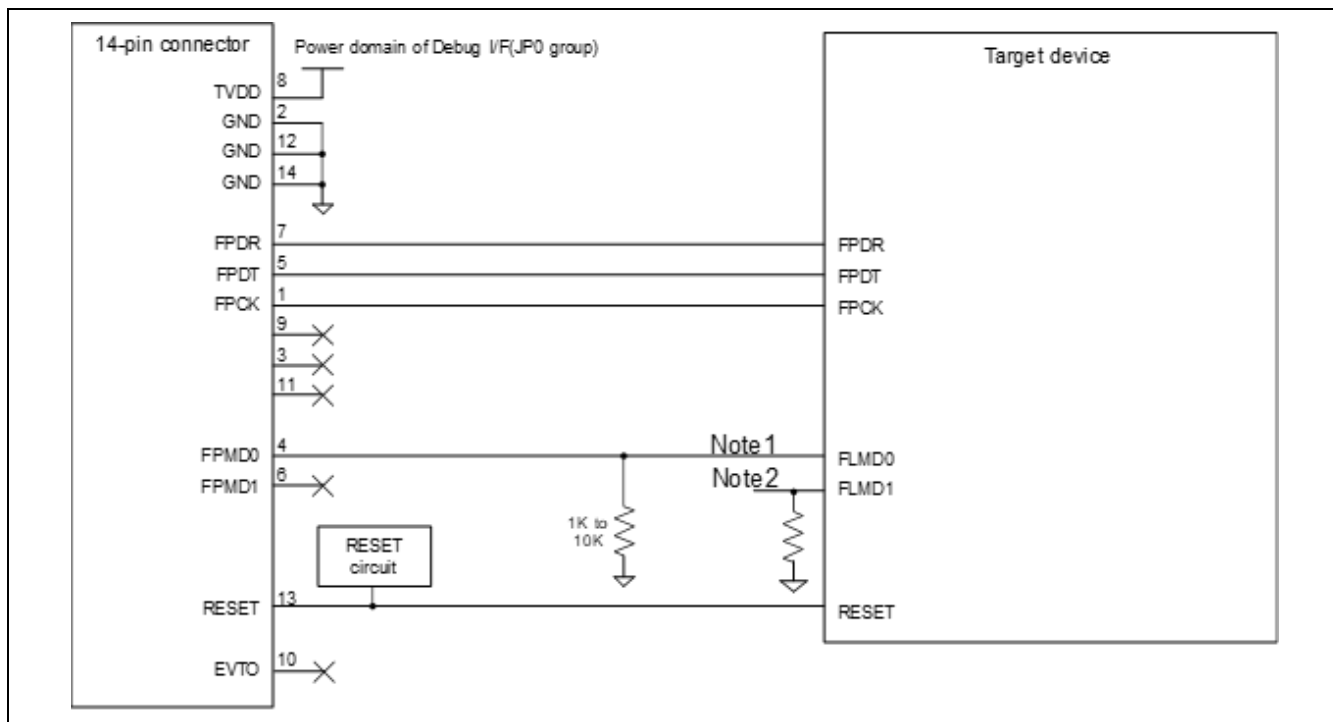 14-pin connector
Power domain of Debug I/F(JP0 group)
Target device
TVDD 8
GND 2
GND 12
GND 14
FPDR 7 FPDR
FPDT 5 FPDT
FPCK 1 FPCK
9
3
11
FPMD0 4 Note1 FLMD0
FPMD1 6 Note2 FLMD1
1K to
10K
RESET
circuit
RESET 13 RESET
EVTO 10